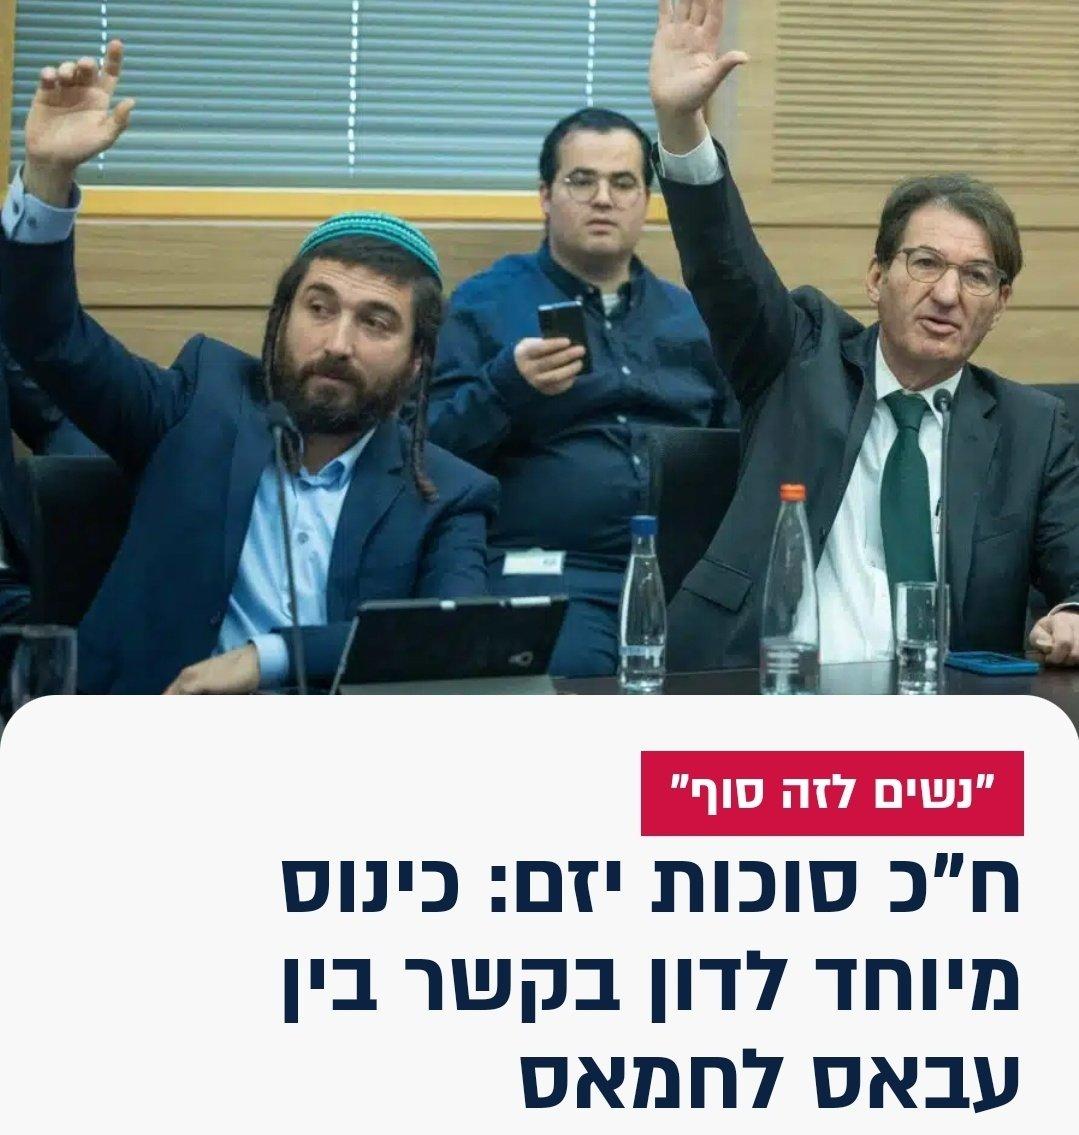 "נשים לזה סוף"
ח"כ סוכות יזם: כינוס
מיוחד לדון בקשר בין
עבאס לחמאס